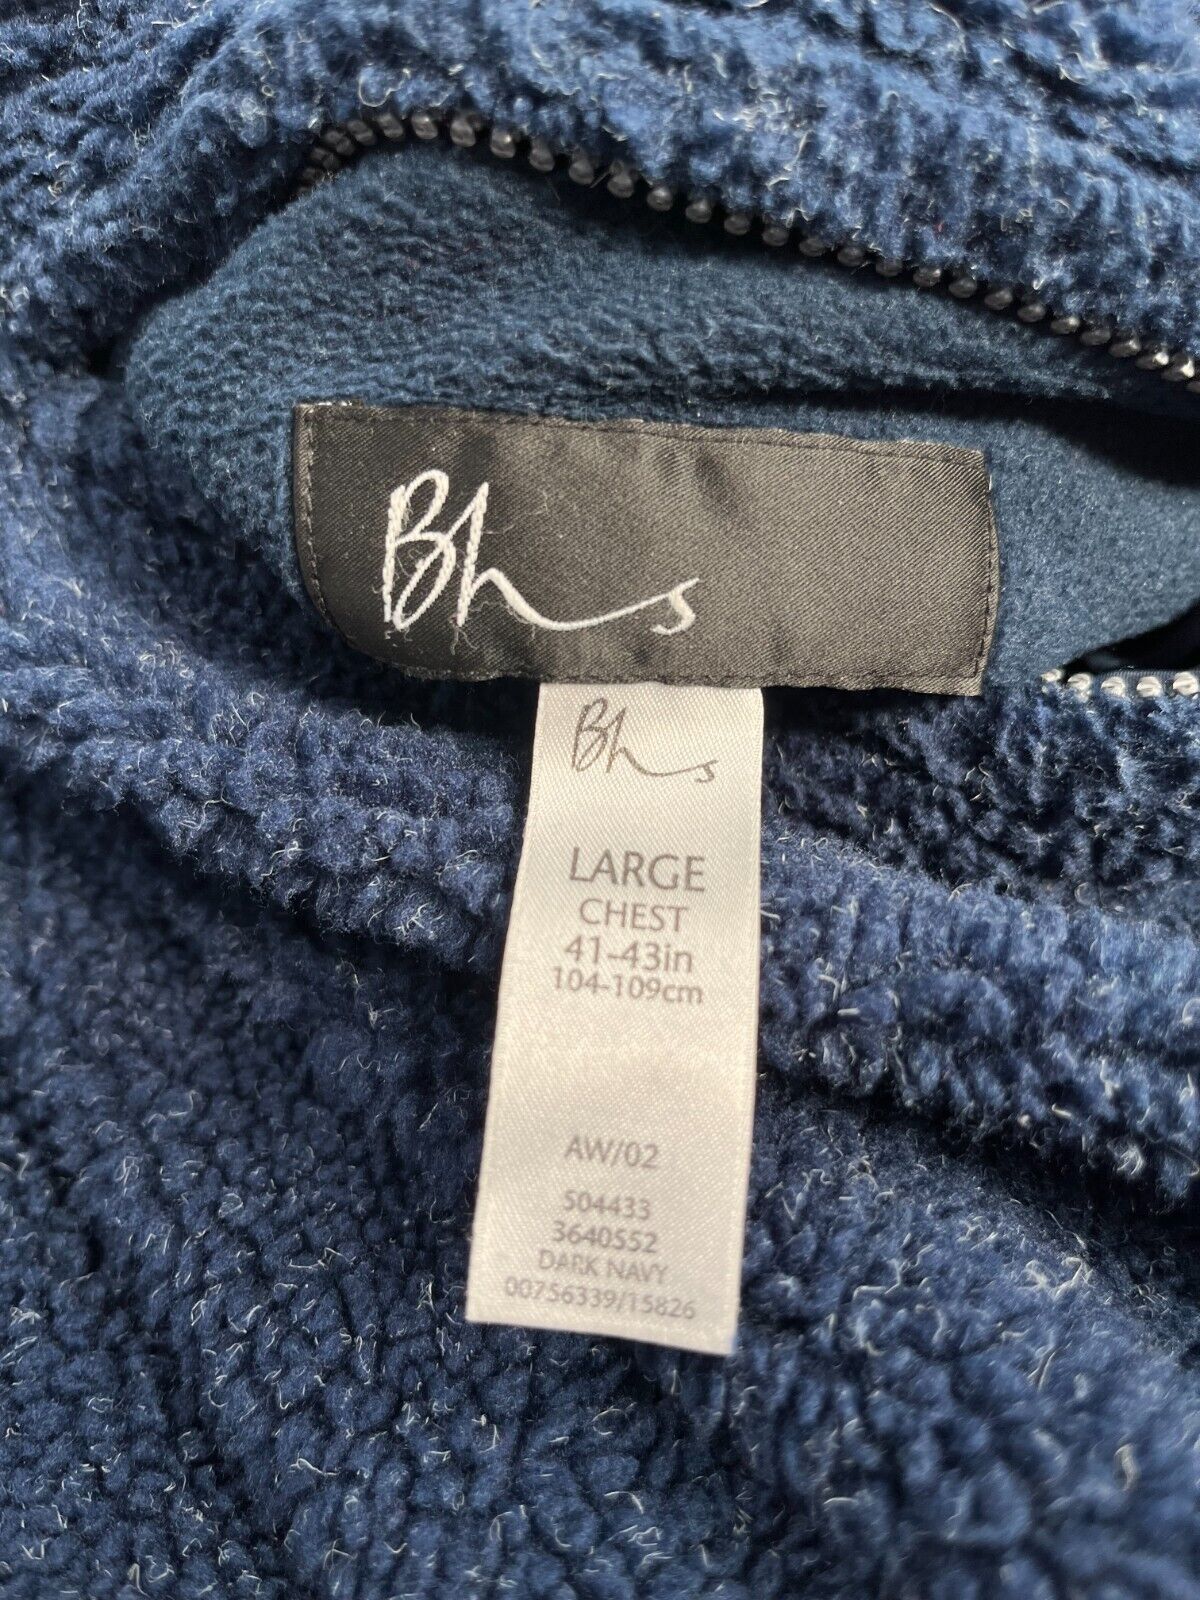 Bhs
Bhs
LARGE
CHEST
41-43in
104-109cm
AW/02
504433
3640552
DARK NAVY
00756339/15826